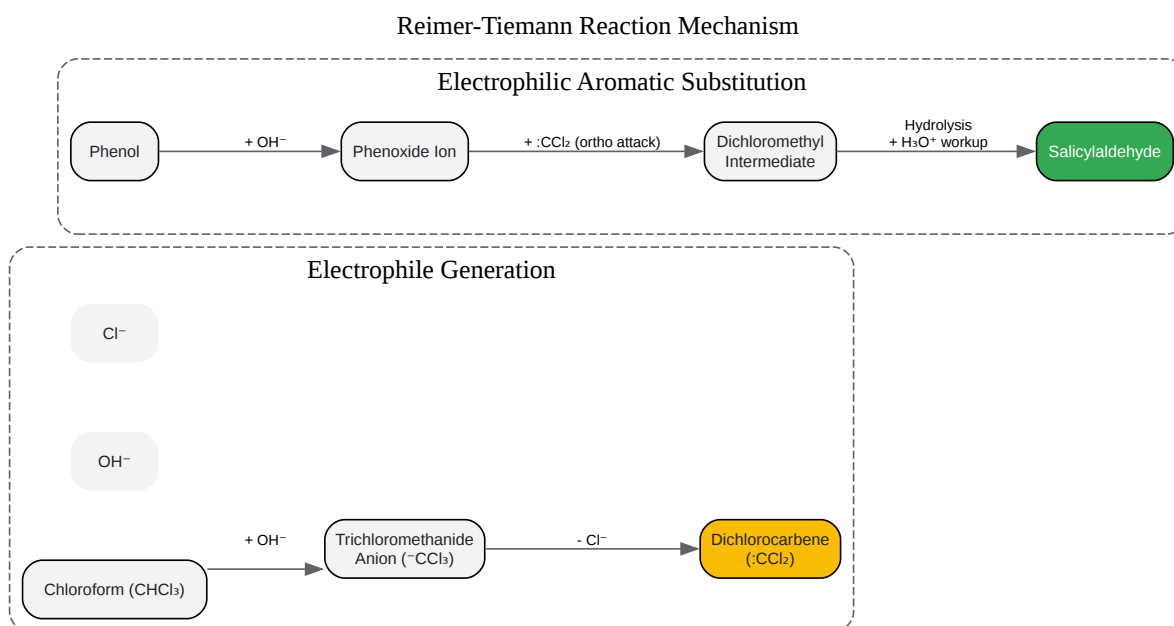 Reimer-Tiemann Reaction Mechanism
Electrophilic Aromatic Substitution
Phenol
+ OH⁻
Phenoxide Ion
+ :CCl₂ (ortho attack)
Dichloromethyl
Intermediate
Hydrolysis
+ H₃O⁺ workup
Salicylaldehyde
Electrophile Generation
Cl⁻
OH⁻
Chloroform (CHCl₃)
+ OH⁻
Trichloromethanide
Anion (⁻CCl₃)
- Cl⁻
Dichlorocarbene
(:CCl₂)